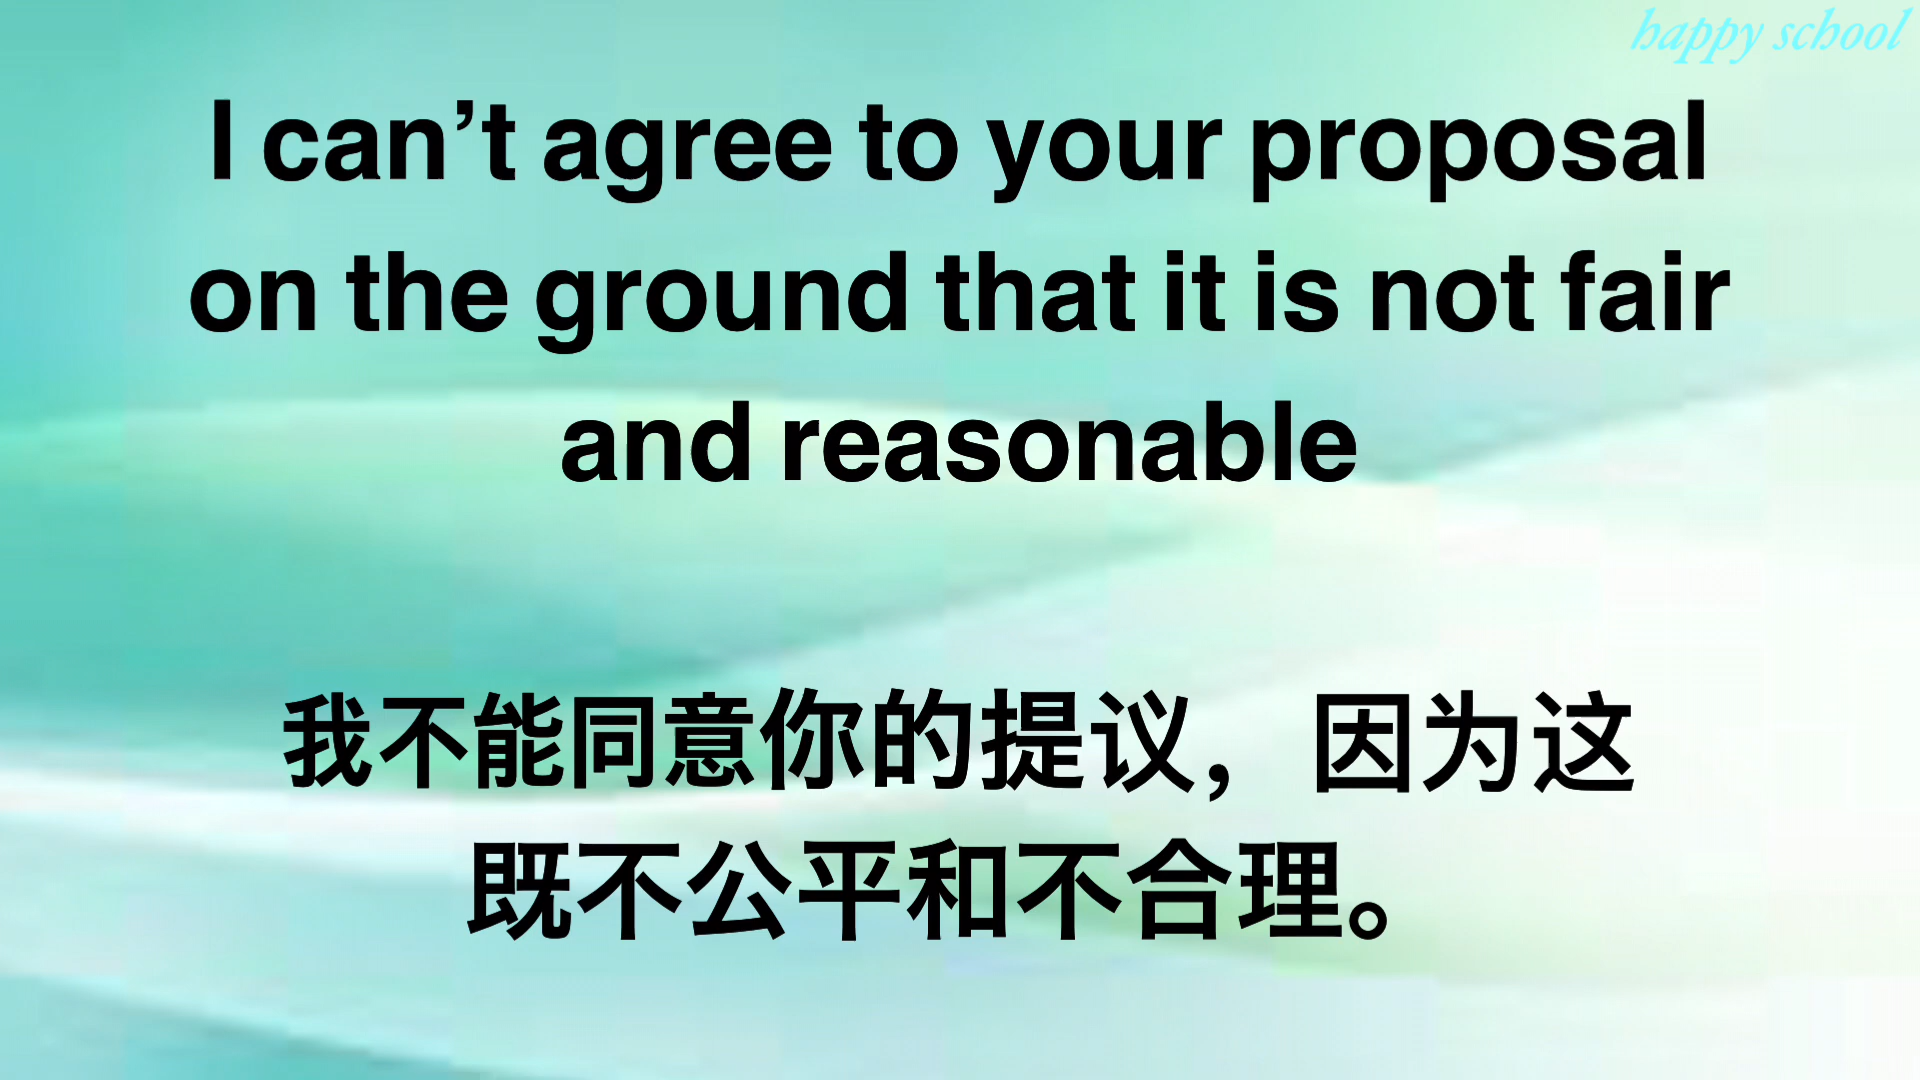 happy school
I can’t agree to your proposal
on the ground that it is not fair
and reasonable
我不能同意你的提议，因为这
既不公平和不合理。